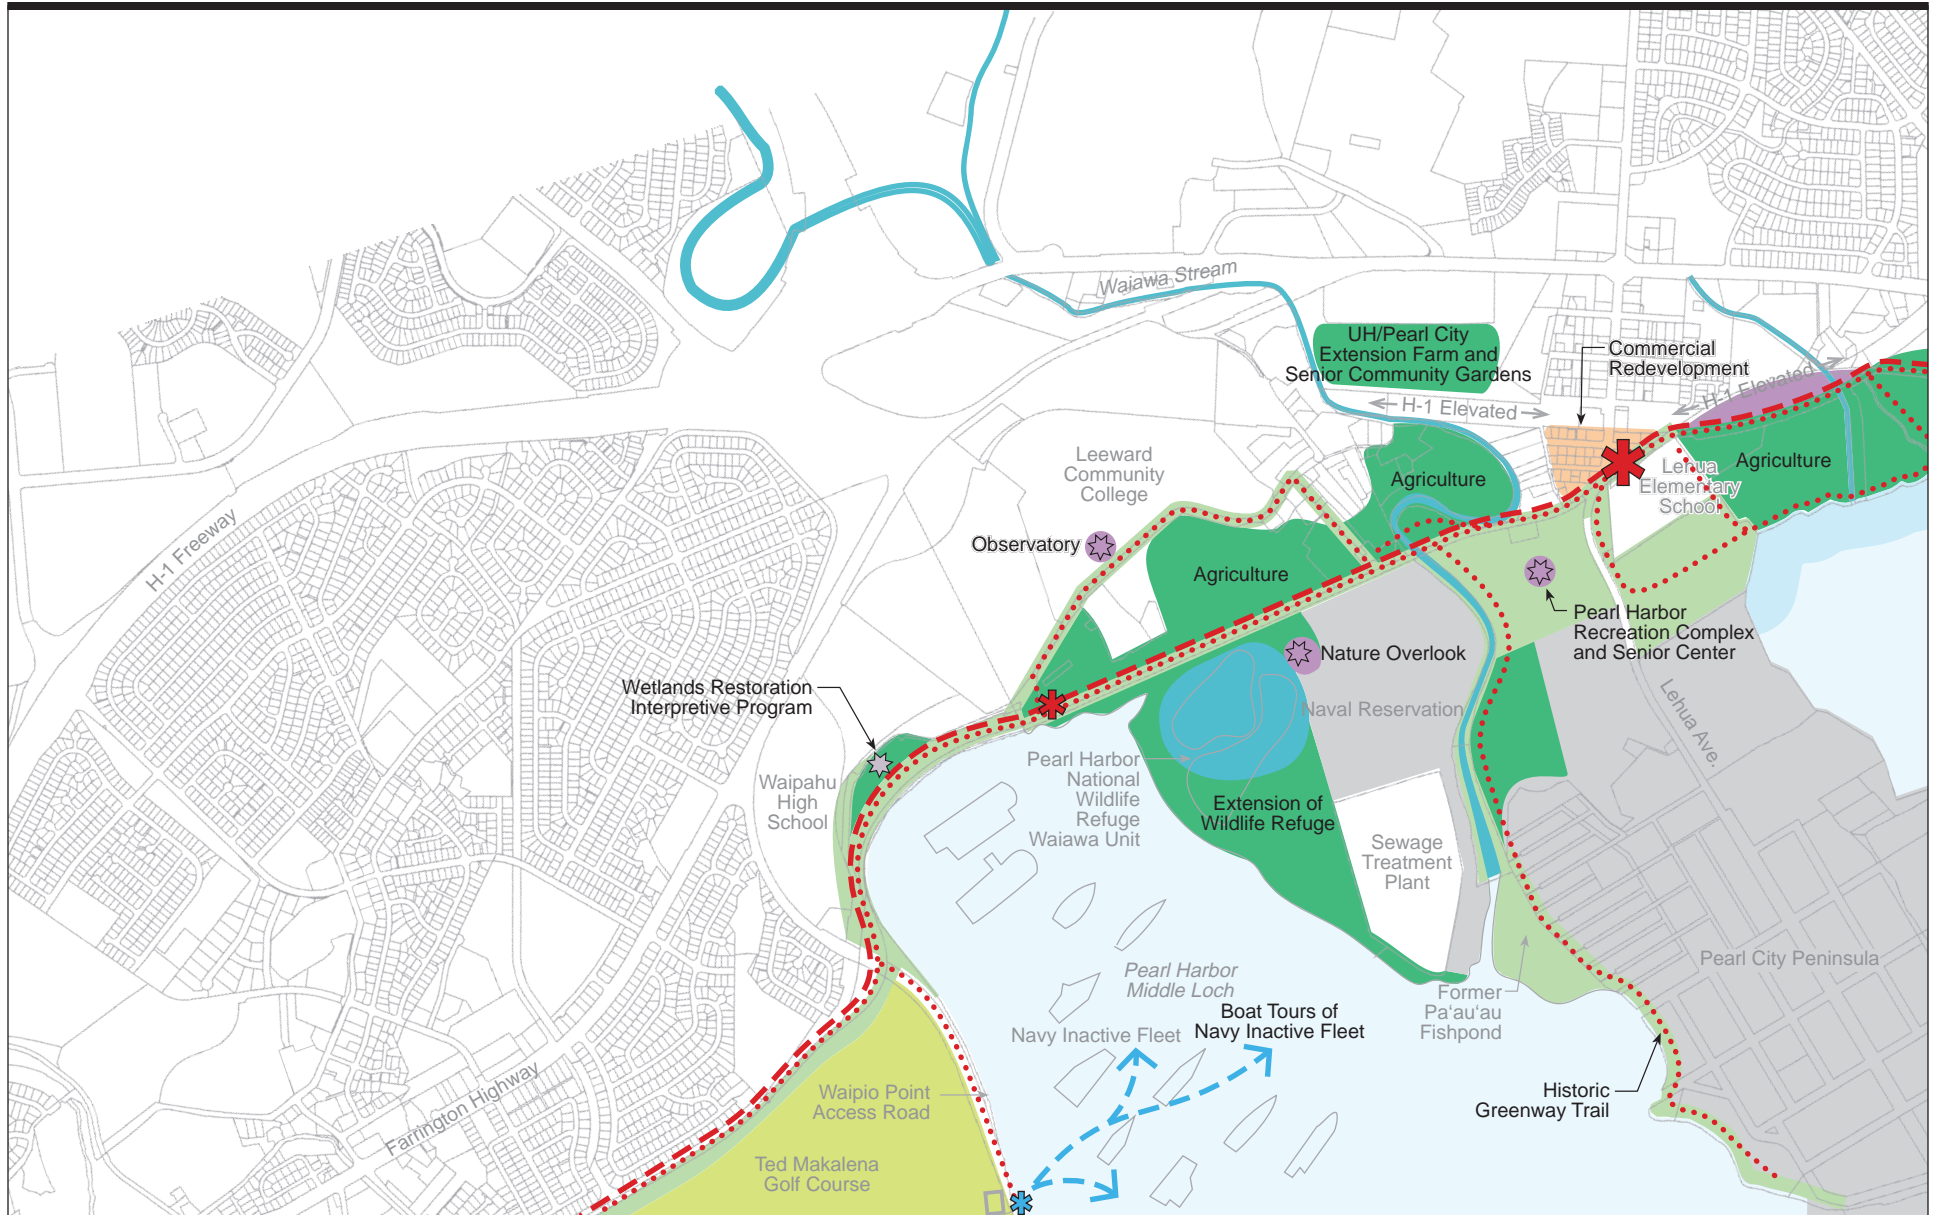 Waiawa Stream
UH/Pearl City
Extension Farm and
Senior Community Gardens
Commercial
Redevelopment
H-1 Elevated
H-1 Elevated
Leeward
Community
College
Agriculture
Agriculture
Lehua
Elementary
School
H-1 Freeway
Observatory
Agriculture
Pearl Harbor
Recreation Complex
and Senior Center
Nature Overlook
Wetlands Restoration
Interpretive Program
Naval Reservation
Lehua Ave.
Pearl Harbor
National
Wildlife
Refuge
Waiawa Unit
Waipahu
High
School
Extension of
Wildlife Refuge
Sewage
Treatment
Plant
Pearl City Peninsula
Pearl Harbor
Middle Loch
Former
Pa‘au‘au
Fishpond
Boat Tours of
Navy Inactive Fleet
Navy Inactive Fleet
Historic
Greenway Trail
Waipio Point
Access Road
Farrington Highway
Ted Makalena
Golf Course